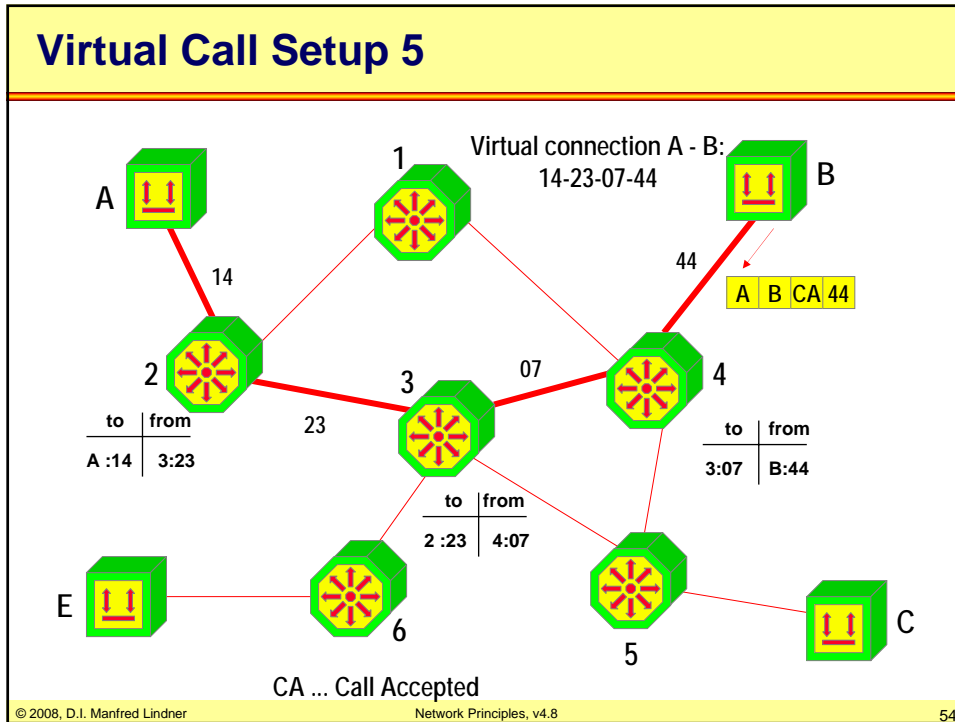 Virtual Call Setup 5
Virtual connection A - B:
14-23-07-44
A
1
B
14
44
A B CA 44
2
3
07
4
23
to from
A :14 3:23
to from
3:07 B:44
to from
2 :23 4:07
E
6
5
C
CA ... Call Accepted
© 2008, D.I. Manfred Lindner
Network Principles, v4.8
54